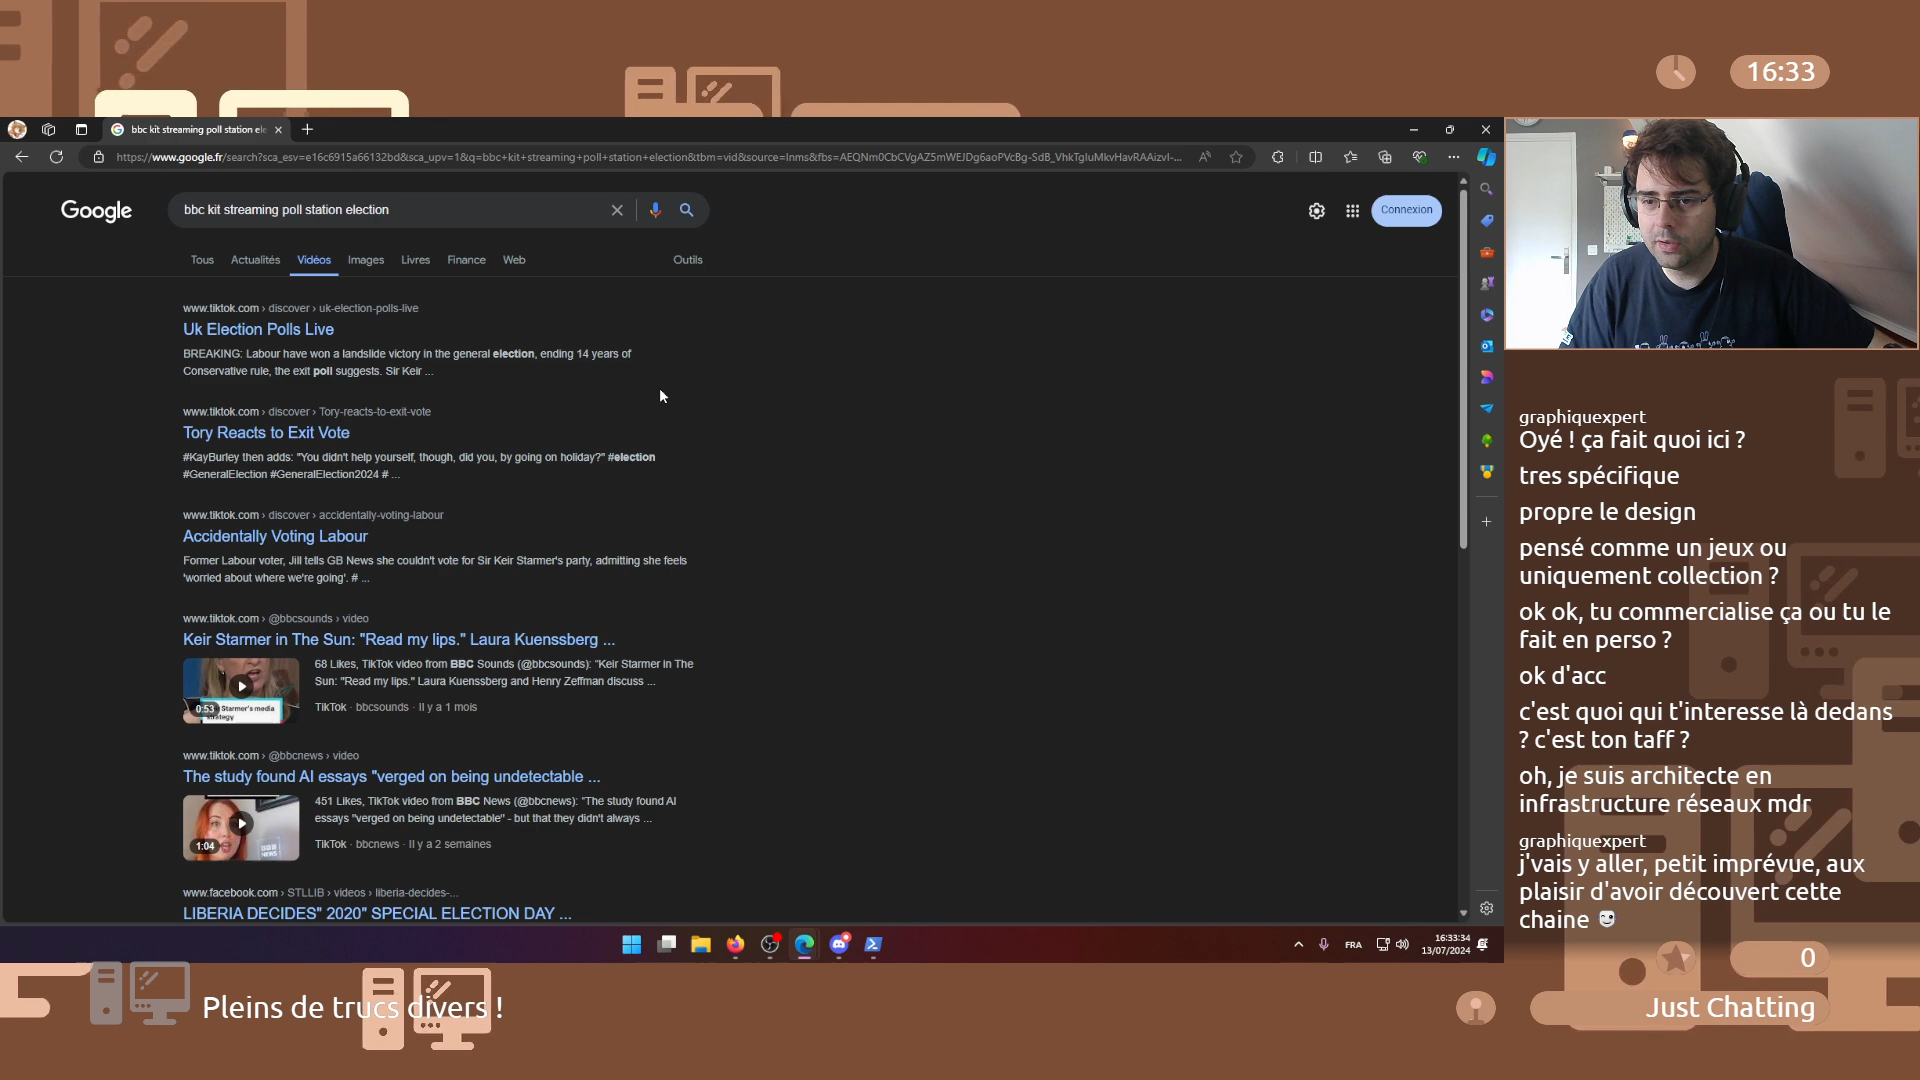 16:33
bbc kit streaming poll station ele
https://www.google.fr/search?sca_esv=e16c6915a66132bd&sca_upv=1&q=bbc+kit+streaming+poll+station+election&tbm=vid&source=lnms&fbs=AEQNm0CbCVgAZ5mWEJDg6aoPVcBg-SdB_VhkTgluMkvHavRAAizvI-...
Google
bbc kit streaming poll station election
Connexion
Tous Actualités Vidéos Images Livres Finance Web Outils
www.tiktok.com › discover › uk-election-polls-live
Uk Election Polls Live
BREAKING: Labour have won a landslide victory in the general election, ending 14 years of
Conservative rule, the exit poll suggests. Sir Keir ...
www.tiktok.com › discover › Tory-reacts-to-exit-vote
Tory Reacts to Exit Vote
#KayBurley then adds: "You didn't help yourself, though, did you, by going on holiday?" #election
#GeneralElection #GeneralElection2024 # ...
www.tiktok.com › discover › accidentally-voting-labour
Accidentally Voting Labour
Former Labour voter, Jill tells GB News she couldn't vote for Sir Keir Starmer's party, admitting she feels
'worried about where we're going'. # ...
www.tiktok.com › @bbcsounds › video
Keir Starmer in The Sun: "Read my lips." Laura Kuenssberg ...
68 Likes, TikTok video from BBC Sounds (@bbcsounds): "Keir Starmer in The
Sun: "Read my lips." Laura Kuenssberg and Henry Zeffman discuss ...
0:53
Starmer's media
strategy
TikTok · bbcsounds · Il y a 1 mois
www.tiktok.com › @bbcnews › video
The study found AI essays "verged on being undetectable ...
451 Likes, TikTok video from BBC News (@bbcnews): "The study found AI
essays "verged on being undetectable" - but that they didn't always ...
1:04
BBC
NEWS
TikTok · bbcnews · Il y a 2 semaines
www.facebook.com › STLLIB › videos › liberia-decides-...
LIBERIA DECIDES" 2020" SPECIAL ELECTION DAY ...
FRA
16:33:34
13/07/2024
graphiquexpert
Oyé ! ça fait quoi ici ?
tres spécifique
propre le design
pensé comme un jeux ou
uniquement collection ?
ok ok, tu commercialise ça ou tu le
fait en perso ?
ok d'acc
c'est quoi qui t'interesse là dedans
? c'est ton taff ?
oh, je suis architecte en
infrastructure réseaux mdr
graphiquexpert
j'vais y aller, petit imprévue, aux
plaisir d'avoir découvert cette
chaine
0
Pleins de trucs divers !
Just Chatting